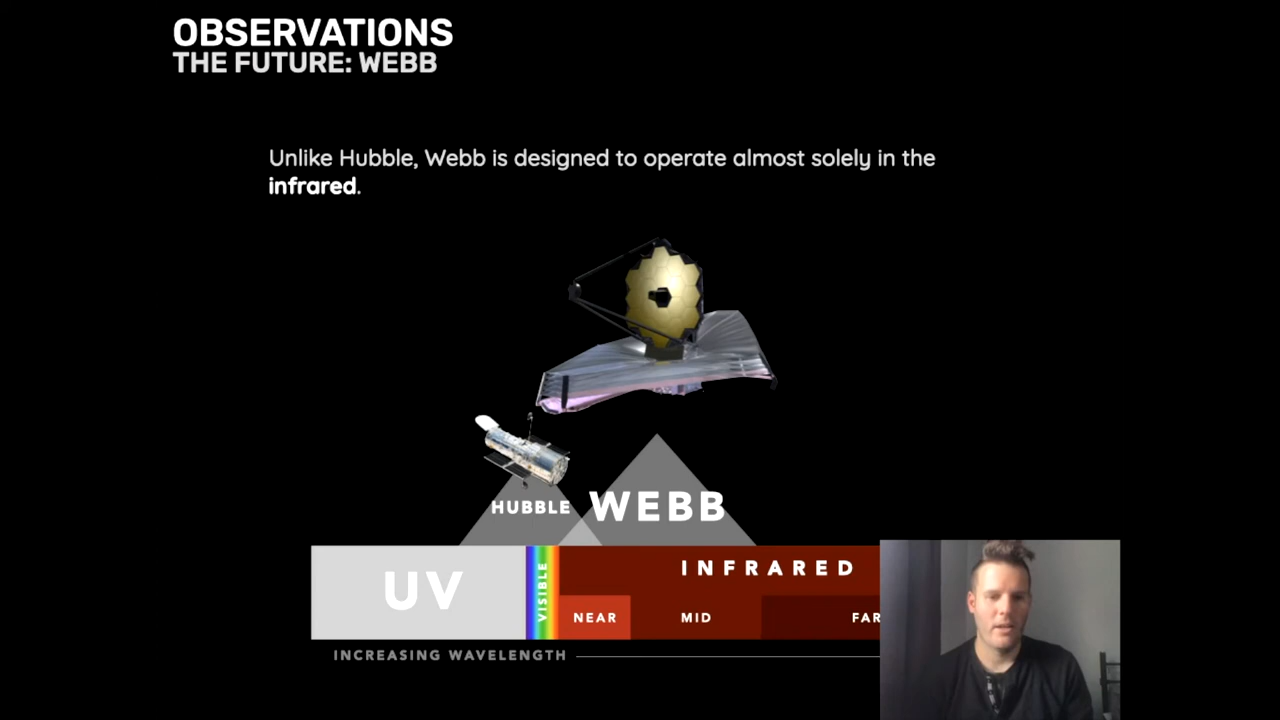 OBSERVATIONS
THE FUTURE: WEBB
Unlike Hubble, Webb is designed to operate almost solely in the
infrared.
HUBBLE WEBB
UV
VISIBLE
INFRARED
NEAR MID FAR
INCREASING WAVELENGTH